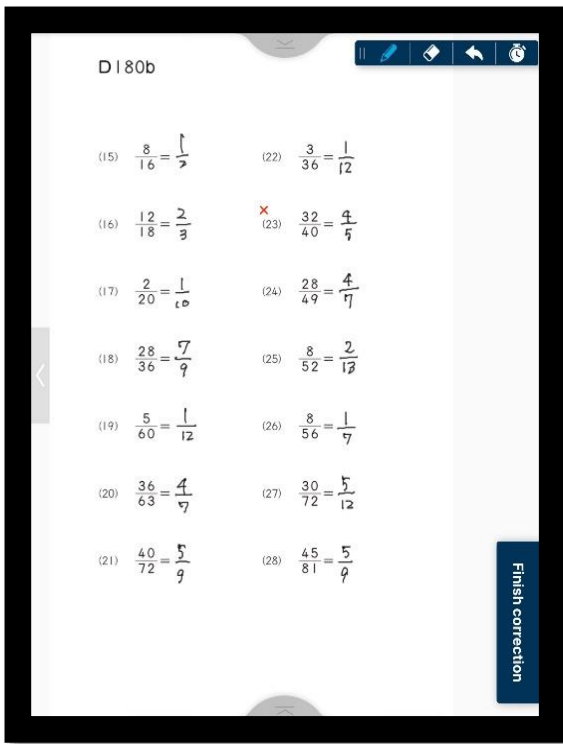 D180b
(15) 8/16 = 1/2
(16) 12/18 = 2/3
(17) 2/20 = 1/10
(18) 28/36 = 7/9
(19) 5/60 = 1/12
(20) 36/63 = 4/7
(21) 40/72 = 5/9
(22) 3/36 = 1/12
× (23) 32/40 = 4/5
(24) 28/49 = 4/7
(25) 8/52 = 2/13
(26) 8/56 = 1/7
(27) 30/72 = 5/12
(28) 45/81 = 5/9
Finish correction